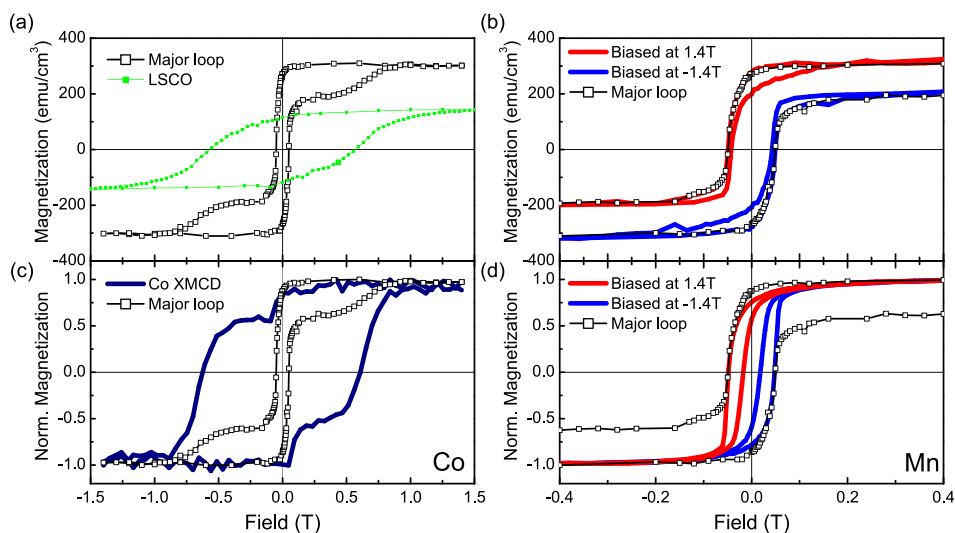 (a)
Major loop
LSCO
400
200
0
-200
-400
Magnetization (emu/cm³)
(b)
Biased at 1.4T
Biased at -1.4T
Major loop
400
200
0
-200
-400
Magnetization (emu/cm³)
(c)
Co XMCD
Major loop
1.0
0.5
0.0
-0.5
-1.0
Norm. Magnetization
Co
-1.5 -1.0 -0.5 0.0 0.5 1.0 1.5
Field (T)
(d)
Biased at 1.4T
Biased at -1.4T
Major loop
1.0
0.5
0.0
-0.5
-1.0
Norm. Magnetization
Mn
-0.4 -0.2 0.0 0.2 0.4
Field (T)